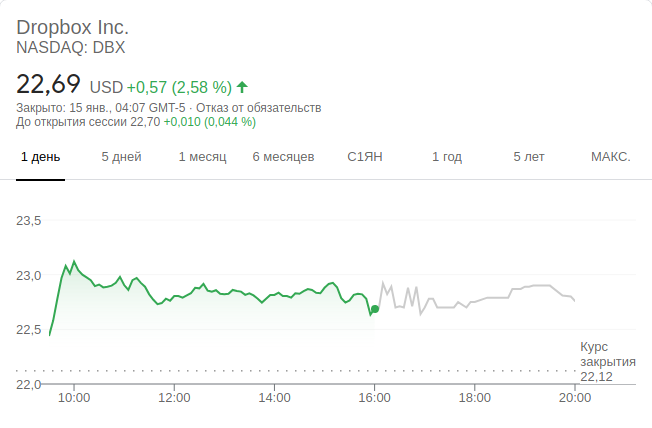 Dropbox Inc.
NASDAQ: DBX
22,69 USD +0,57 (2,58 %)
Закрыто: 15 янв., 04:07 GMT-5 · Отказ от обязательств
До открытия сессии 22,70 +0,010 (0,044 %)
1 день 5 дней 1 месяц 6 месяцев С1ЯН 1 год 5 лет МАКС.
23,5
23,0
22,5
Курс
закрытия
22,12
22,0
10:00 12:00 14:00 16:00 18:00 20:00